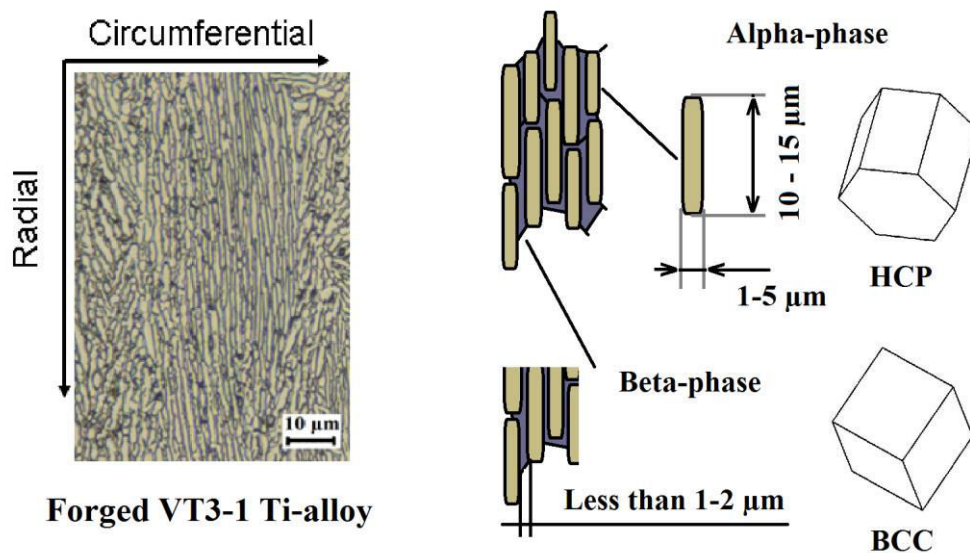 Circumferential
Radial
10 μm
Forged VT3-1 Ti-alloy
Alpha-phase
10 - 15 μm
1-5 μm
HCP
Beta-phase
Less than 1-2 μm
BCC